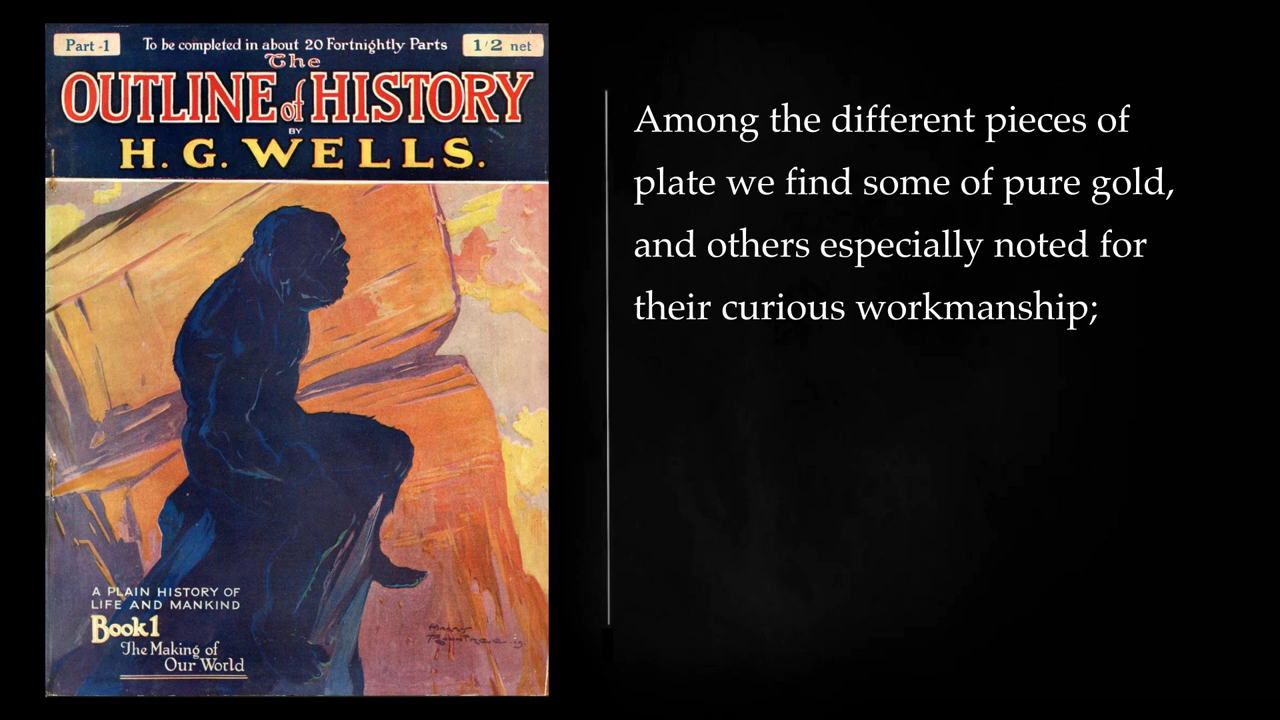 Part -1
To be completed in about 20 Fortnightly Parts
1/2 net
The
OUTLINE of HISTORY
BY
H. G. WELLS.
A PLAIN HISTORY OF
LIFE AND MANKIND
Book 1
The Making of
Our World
Among the different pieces of
plate we find some of pure gold,
and others especially noted for
their curious workmanship;